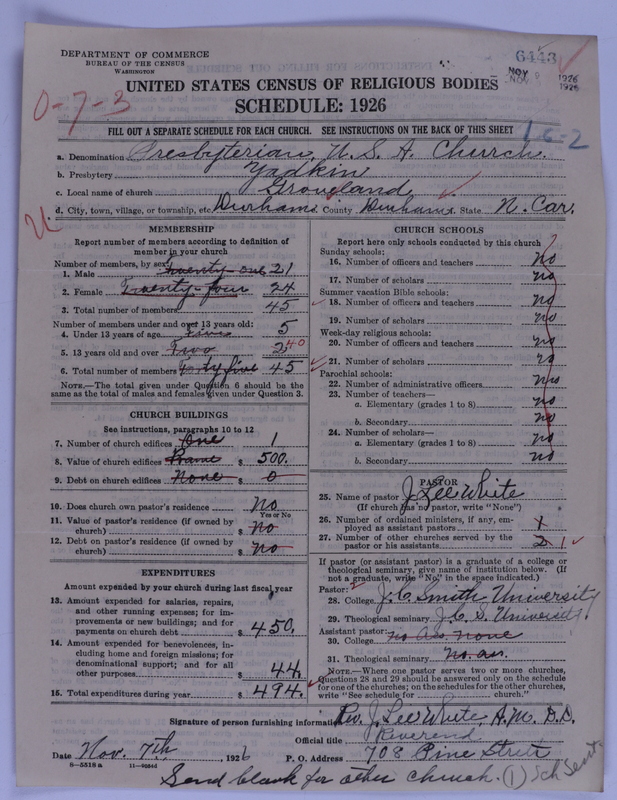 DEPARTMENT OF COMMERCE
BUREAU OF THE CENSUS
WASHINGTON
6443
NOV 9 1926
NOV 1926
UNITED STATES CENSUS OF RELIGIOUS BODIES
SCHEDULE: 1926
0-7-3
FILL OUT A SEPARATE SCHEDULE FOR EACH CHURCH. SEE INSTRUCTIONS ON THE BACK OF THIS SHEET
a. Denomination Presbyterian, U. S. A. Church
b. Presbytery Yadkin
c. Local name of church Groveland
d. City, town, village, or township, etc. Durham County Durham State N. Car.
MEMBERSHIP
Report number of members according to definition of member in your church
Number of members, by sex:
1. Male Twenty-one 21
2. Female Twenty-four 24
3. Total number of members 45
Number of members under and over 13 years old:
4. Under 13 years of age Five 5
5. 13 years old and over Two 2 40
6. Total number of members Forty five 45
NOTE.—The total given under Question 6 should be the same as the total of males and females given under Question 3.
CHURCH BUILDINGS
See instructions, paragraphs 10 to 12
7. Number of church edifices One 1
8. Value of church edifices Frame $ 500.
9. Debt on church edifices None $ 0
10. Does church own pastor's residence No
Yes or No
11. Value of pastor's residence (if owned by church) $ no
12. Debt on pastor's residence (if owned by church) $ no
EXPENDITURES
Amount expended by your church during last fiscal year
13. Amount expended for salaries, repairs, and other running expenses; for improvements or new buildings; and for payments on church debt $ 450.
14. Amount expended for benevolences, including home and foreign missions; for denominational support; and for all other purposes $ 44.
15. Total expenditures during year $ 494.
CHURCH SCHOOLS
Report here only schools conducted by this church
Sunday schools:
16. Number of officers and teachers no
17. Number of scholars no
Summer vacation Bible schools:
18. Number of officers and teachers no
19. Number of scholars no
Week-day religious schools:
20. Number of officers and teachers no
21. Number of scholars no
Parochial schools:
22. Number of administrative officers no
23. Number of teachers—
a. Elementary (grades 1 to 8) no
b. Secondary no
24. Number of scholars—
a. Elementary (grades 1 to 8) no
b. Secondary no
PASTOR
25. Name of pastor J. Lee White
(If church has no pastor, write "None")
26. Number of ordained ministers, if any, employed as assistant pastors 1
27. Number of other churches served by the pastor or his assistants 2 1
If pastor (or assistant pastor) is a graduate of a college or theological seminary, give name of institution below. (If not a graduate, write "No" in the space indicated.)
Pastor:
28. College J. C. Smith University
29. Theological seminary J. C. S. University
Assistant pastor: no ass. none
30. College
31. Theological seminary no ass.
NOTE.—Where one pastor serves two or more churches, questions 28 and 29 should be answered only on the schedule for one of the churches; on the schedules for the other churches, write "See schedule for church."
Signature of person furnishing information Rev. J. Lee White, A.M. D.D.
Official title Reverend
Date Nov. 7th, 1926 P. O. Address 708 Pine Street
8—5518 a
Send blank for other church. (1) Sch Sent.